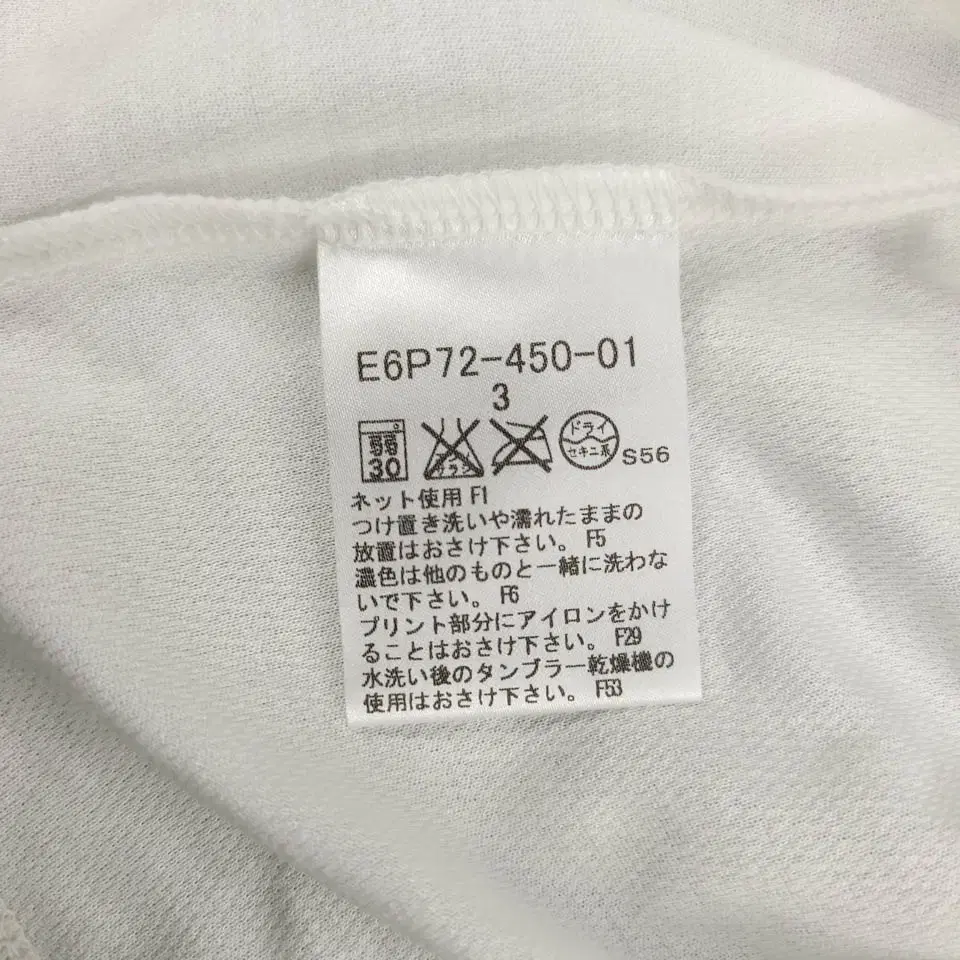 E6P72-450-01
3
弱
30
サラシ
ドライ
セキユ系
S56
ネット使用 F1
つけ置き洗いや濡れたままの
放置はおさけ下さい。 F5
濃色は他のものと一緒に洗わな
いで下さい。 F6
プリント部分にアイロンをかけ
ることはおさけ下さい。 F29
水洗い後のタンブラー乾燥機の
使用はおさけ下さい。 F53